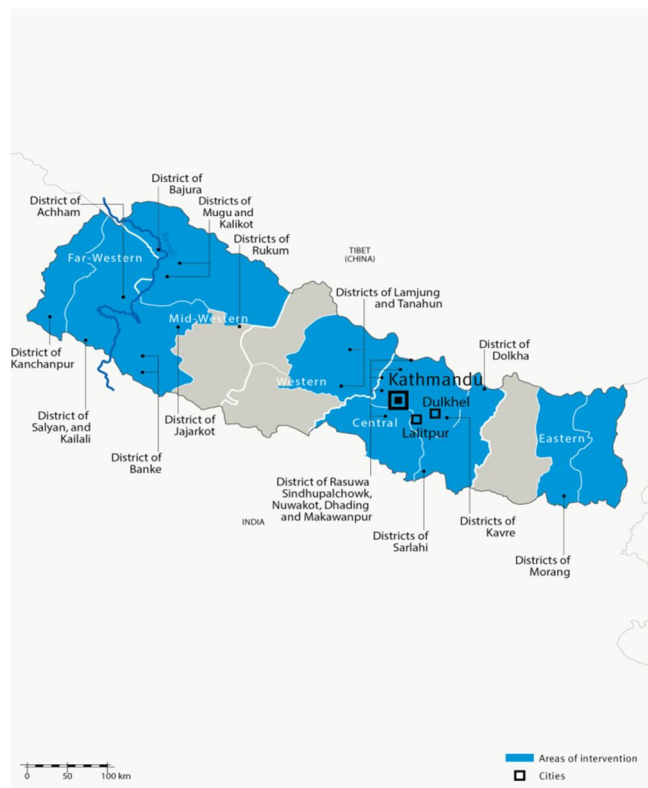 District of
Bajura
District of
Achham
Districts of
Mugu and
Kalikot
Districts of
Rukum
TIBET
(CHINA)
Far-Western
Districts of Lamjung
and Tanahun
Mid-Western
District of
Dolkha
District of
Kanchanpur
Western
Kathmandu
Dulkhel
Central
Lalitpur
Eastern
District of
Salyan, and
Kailali
District of
Jajarkot
District of
Banke
District of Rasuwa
Sindhupalchowk,
Nuwakot, Dhading
and Makawanpur
INDIA
Districts of
Sarlahi
Districts of
Kavre
Districts of
Morang
0 50 100 km
Areas of intervention
Cities